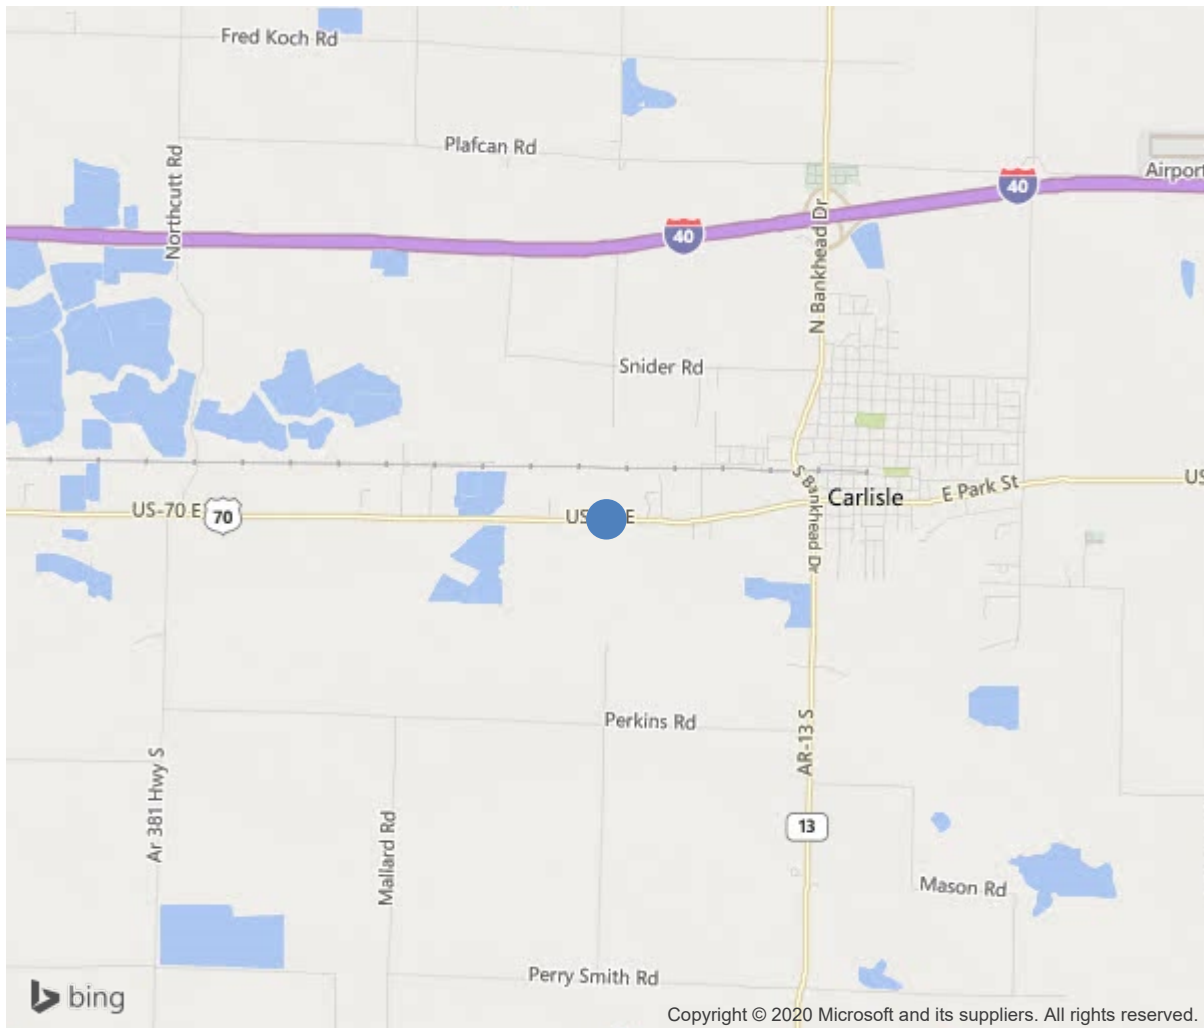 Fred Koch Rd
Plafcan Rd
Northcutt Rd
Airport
40
40
N Bankhead Dr
Snider Rd
S Bankhead Dr
Carlisle
E Park St
US
US-70 E
70
US
E
Perkins Rd
AR-13 S
Ar 381 Hwy S
Mallard Rd
13
Mason Rd
Perry Smith Rd
bing
Copyright © 2020 Microsoft and its suppliers. All rights reserved.